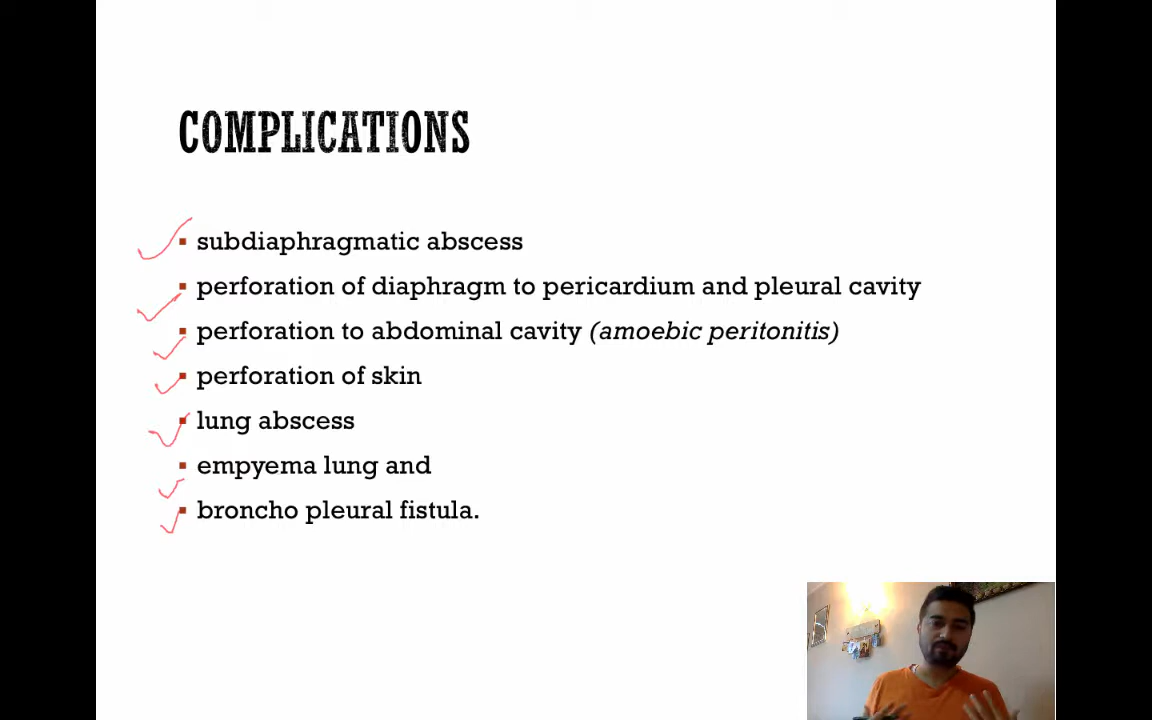 COMPLICATIONS
▪ subdiaphragmatic abscess
▪ perforation of diaphragm to pericardium and pleural cavity
▪ perforation to abdominal cavity (amoebic peritonitis)
▪ perforation of skin
▪ lung abscess
▪ empyema lung and
▪ broncho pleural fistula.